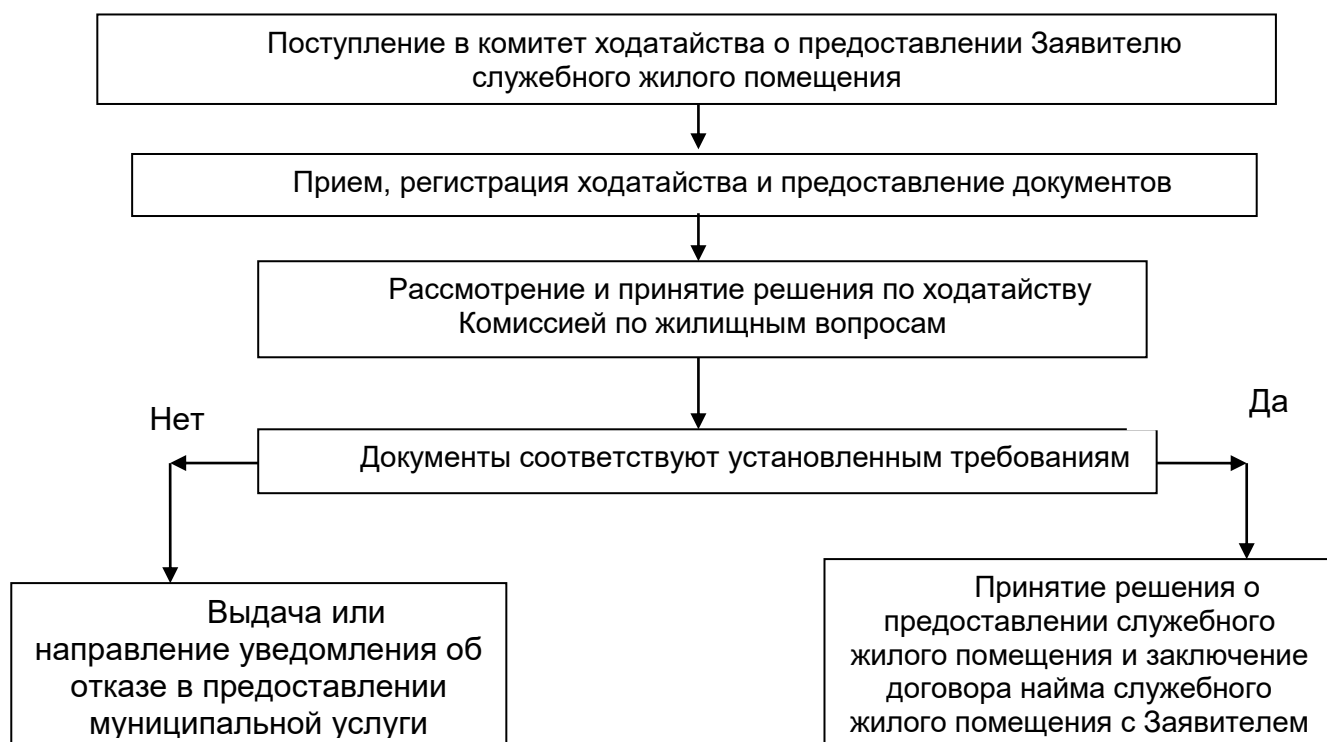 Поступление в комитет ходатайства о предоставлении Заявителю
служебного жилого помещения
Прием, регистрация ходатайства и предоставление документов
Рассмотрение и принятие решения по ходатайству
Комиссией по жилищным вопросам
Нет
Да
Документы соответствуют установленным требованиям
Выдача или
направление уведомления об
отказе в предоставлении
муниципальной услуги
Принятие решения о
предоставлении служебного
жилого помещения и заключение
договора найма служебного
жилого помещения с Заявителем